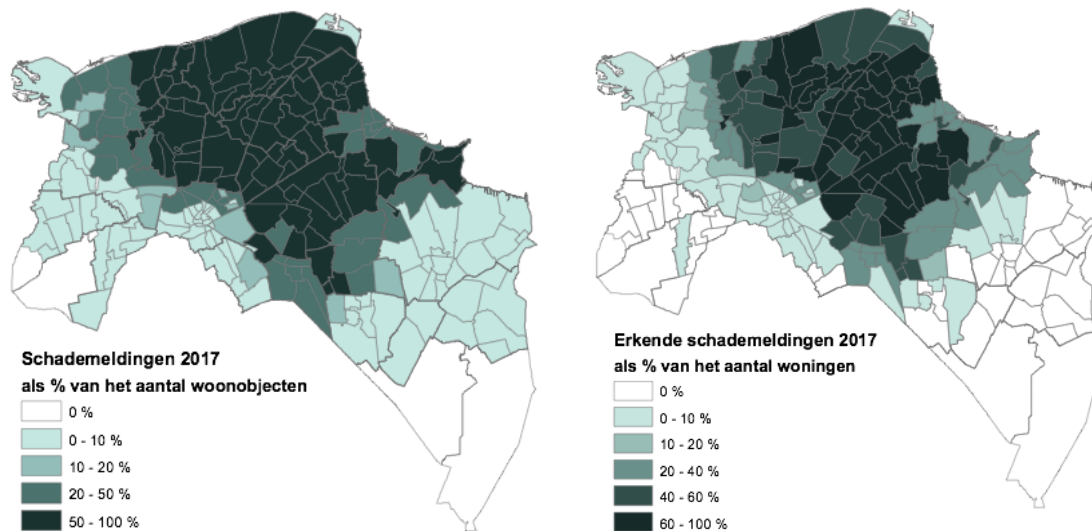 Schademeldingen 2017
als % van het aantal woonobjecten
0 %
0 - 10 %
10 - 20 %
20 - 50 %
50 - 100 %
Erkende schademeldingen 2017
als % van het aantal woningen
0 %
0 - 10 %
10 - 20 %
20 - 40 %
40 - 60 %
60 - 100 %